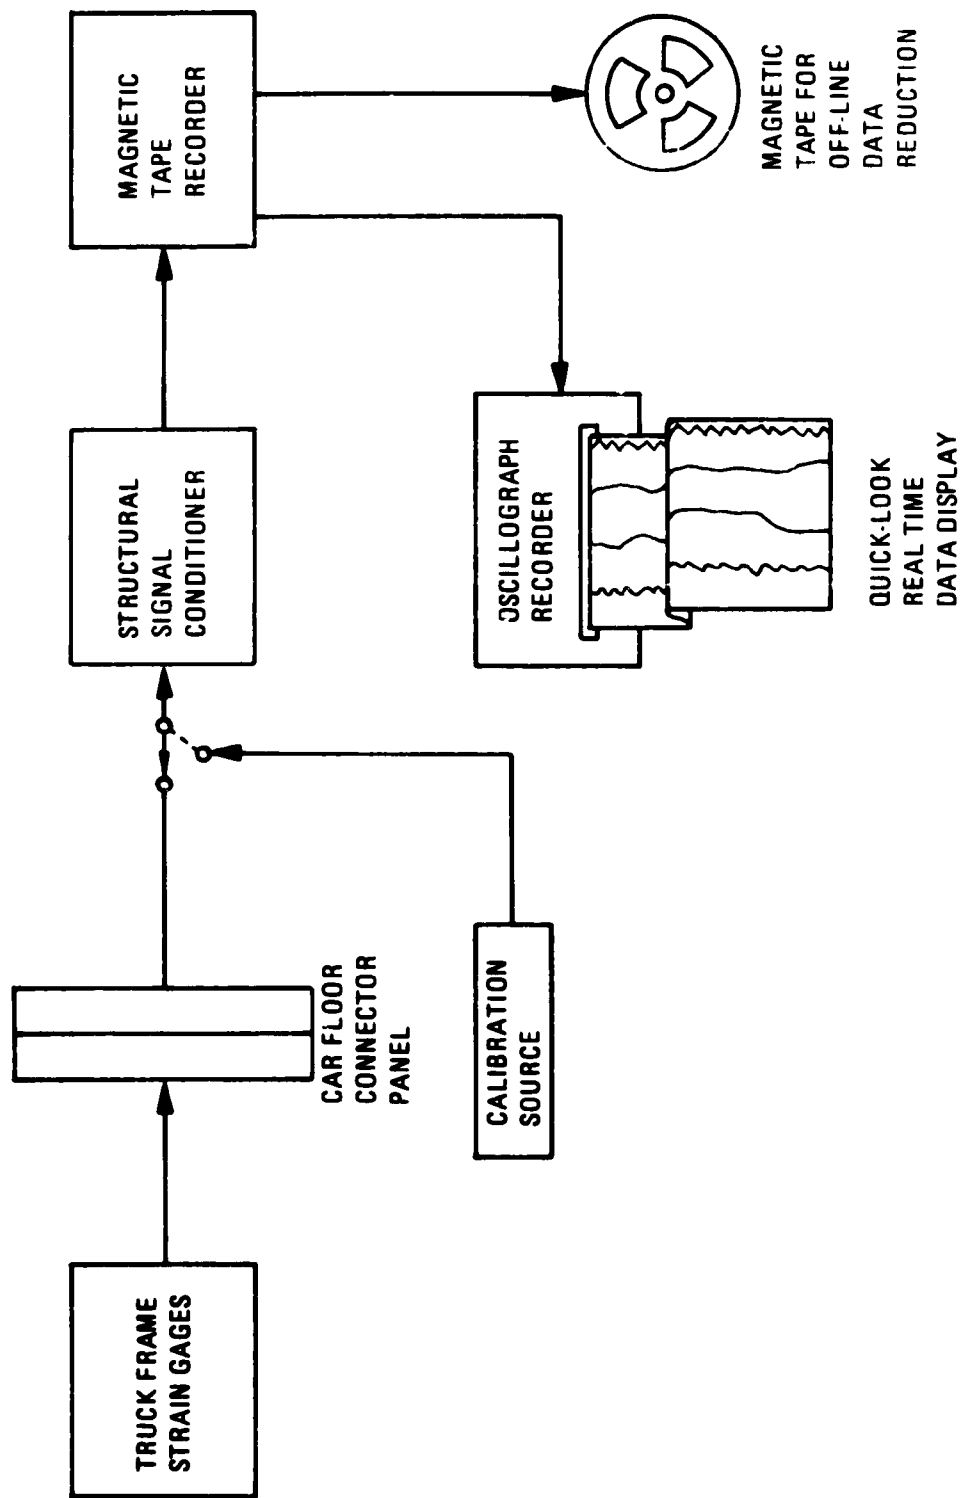 TRUCK FRAME
STRAIN GAGES
CAR FLOOR
CONNECTOR
PANEL
CALIBRATION
SOURCE
STRUCTURAL
SIGNAL
CONDITIONER
MAGNETIC
TAPE
RECORDER
OSCILLOGRAPH
RECORDER
QUICK-LOOK
REAL TIME
DATA DISPLAY
MAGNETIC
TAPE FOR
OFF-LINE
DATA
REDUCTION